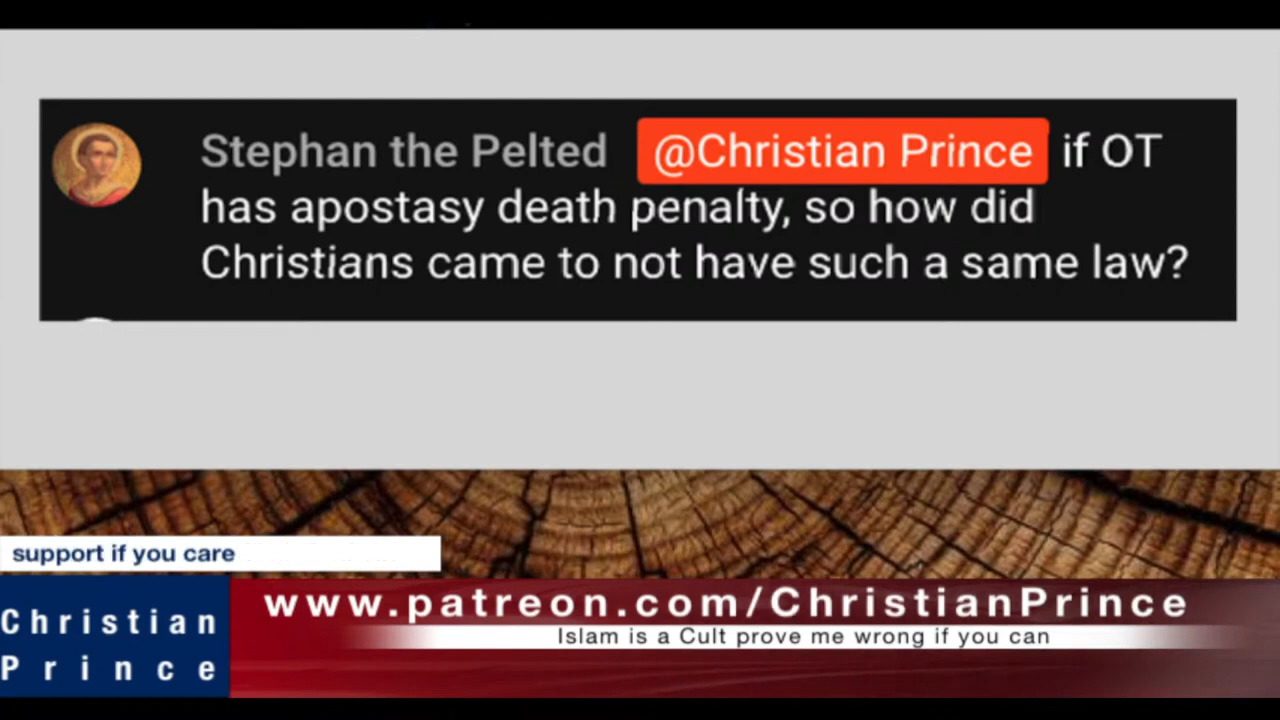 Stephan the Pelted @Christian Prince if OT
has apostasy death penalty, so how did
Christians came to not have such a same law?
support if you care
Christian
Prince
www.patreon.com/ChristianPrince
Islam is a Cult prove me wrong if you can